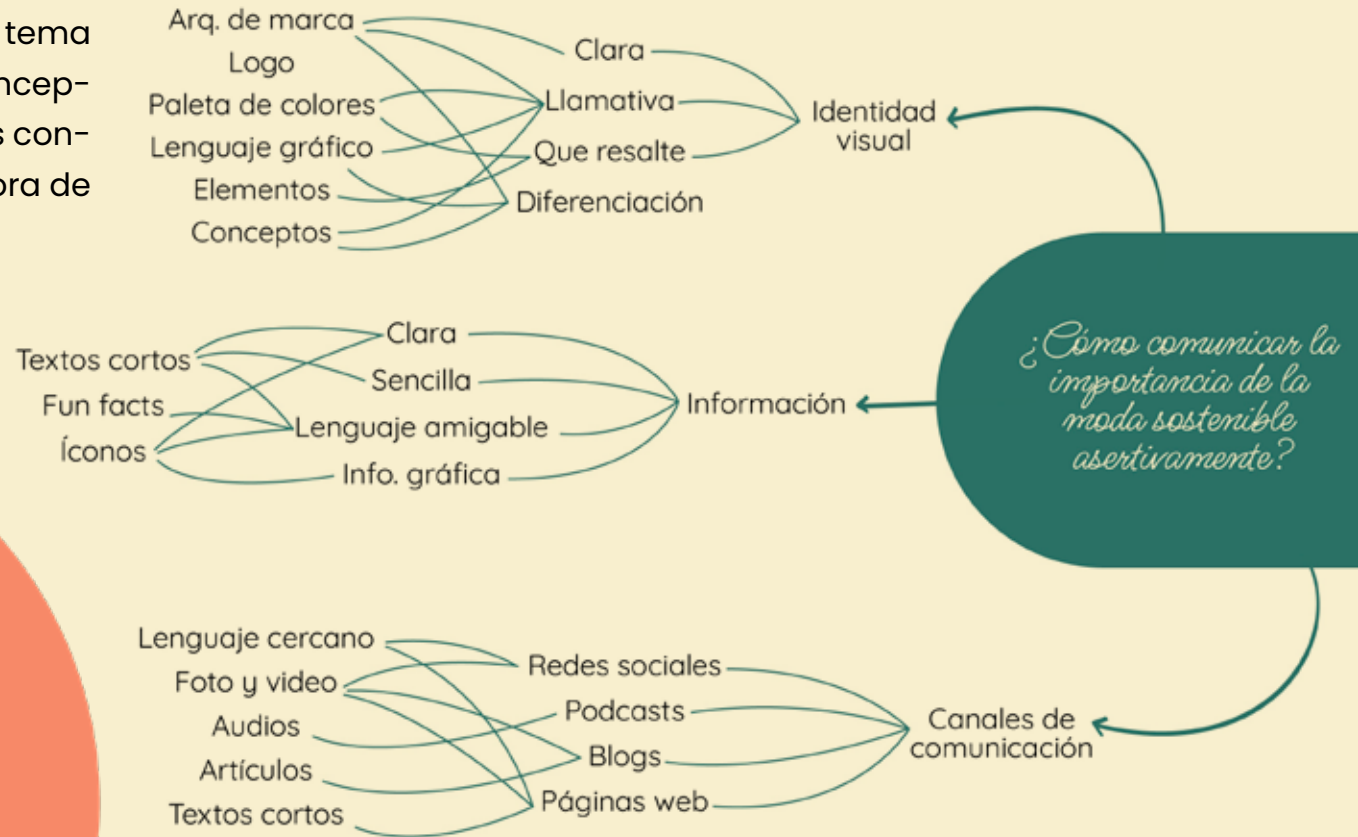 tema
ncep-
s con-
ora de
Arq. de marca
Logo
Paleta de colores
Lenguaje gráfico
Elementos
Conceptos
Clara
Llamativa
Que resalte
Diferenciación
Identidad
visual
Textos cortos
Fun facts
Íconos
Clara
Sencilla
Lenguaje amigable
Info. gráfica
Información
¿Cómo comunicar la
importancia de la
moda sostenible
asertivamente?
Lenguaje cercano
Foto y video
Audios
Artículos
Textos cortos
Redes sociales
Podcasts
Blogs
Páginas web
Canales de
comunicación